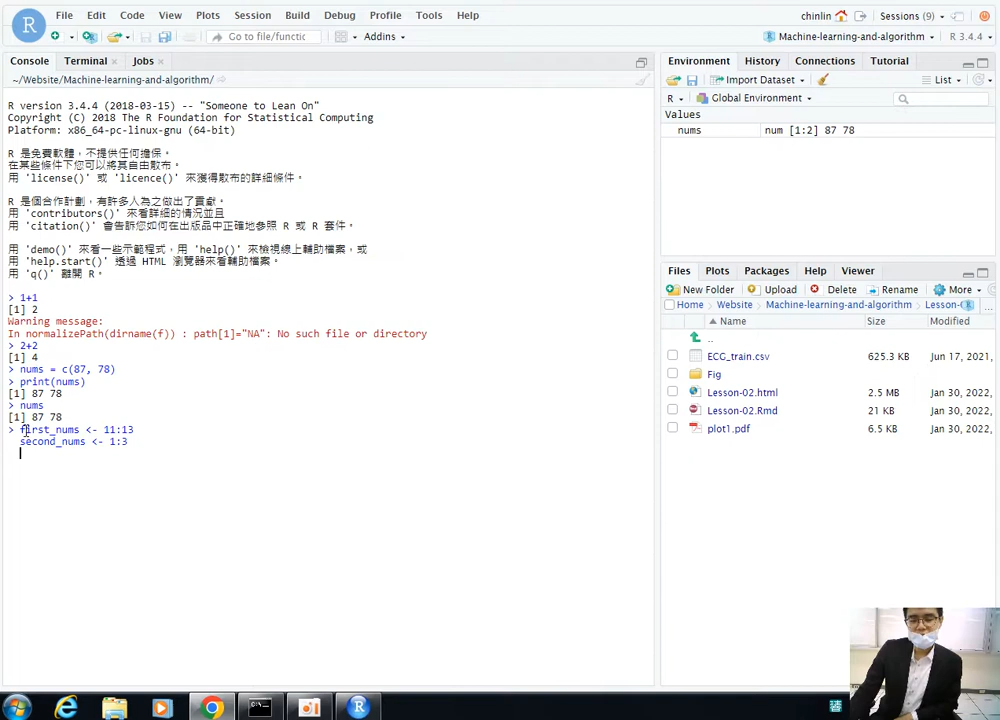 File Edit Code View Plots Session Build Debug Profile Tools Help
chinlin Sessions (9)
Go to file/functic Addins
Machine-learning-and-algorithm R 3.4.4
Console Terminal Jobs
~/Website/Machine-learning-and-algorithm/
R version 3.4.4 (2018-03-15) -- "Someone to Lean On"
Copyright (C) 2018 The R Foundation for Statistical Computing
Platform: x86_64-pc-linux-gnu (64-bit)
R 是免費軟體，不提供任何擔保。
在某些條件下您可以將其自由散布。
用 'license()' 或 'licence()' 來獲得散布的詳細條件。
R 是個合作計劃，有許多人為之做出了貢獻。
用 'contributors()' 來看詳細的情況並且
用 'citation()' 會告訴您如何在出版品中正確地參照 R 或 R 套件。
用 'demo()' 來看一些示範程式，用 'help()' 來檢視線上輔助檔案，或
用 'help.start()' 透過 HTML 瀏覽器來看輔助檔案。
用 'q()' 離開 R。
> 1+1
[1] 2
Warning message:
In normalizePath(dirname(f)) : path[1]="NA": No such file or directory
> 2+2
[1] 4
> nums = c(87, 78)
> print(nums)
[1] 87 78
> nums
[1] 87 78
> first_nums <- 11:13
second_nums <- 1:3
Environment History Connections Tutorial
Import Dataset List
R Global Environment
Values
nums num [1:2] 87 78
Files Plots Packages Help Viewer
New Folder Upload Delete Rename More
Home Website Machine-learning-and-algorithm Lesson-
Name Size Modified
..
ECG_train.csv 625.3 KB Jun 17, 2021,
Fig
Lesson-02.html 2.5 MB Jan 30, 2022,
Lesson-02.Rmd 21 KB Jan 30, 2022,
plot1.pdf 6.5 KB Jan 30, 2022,